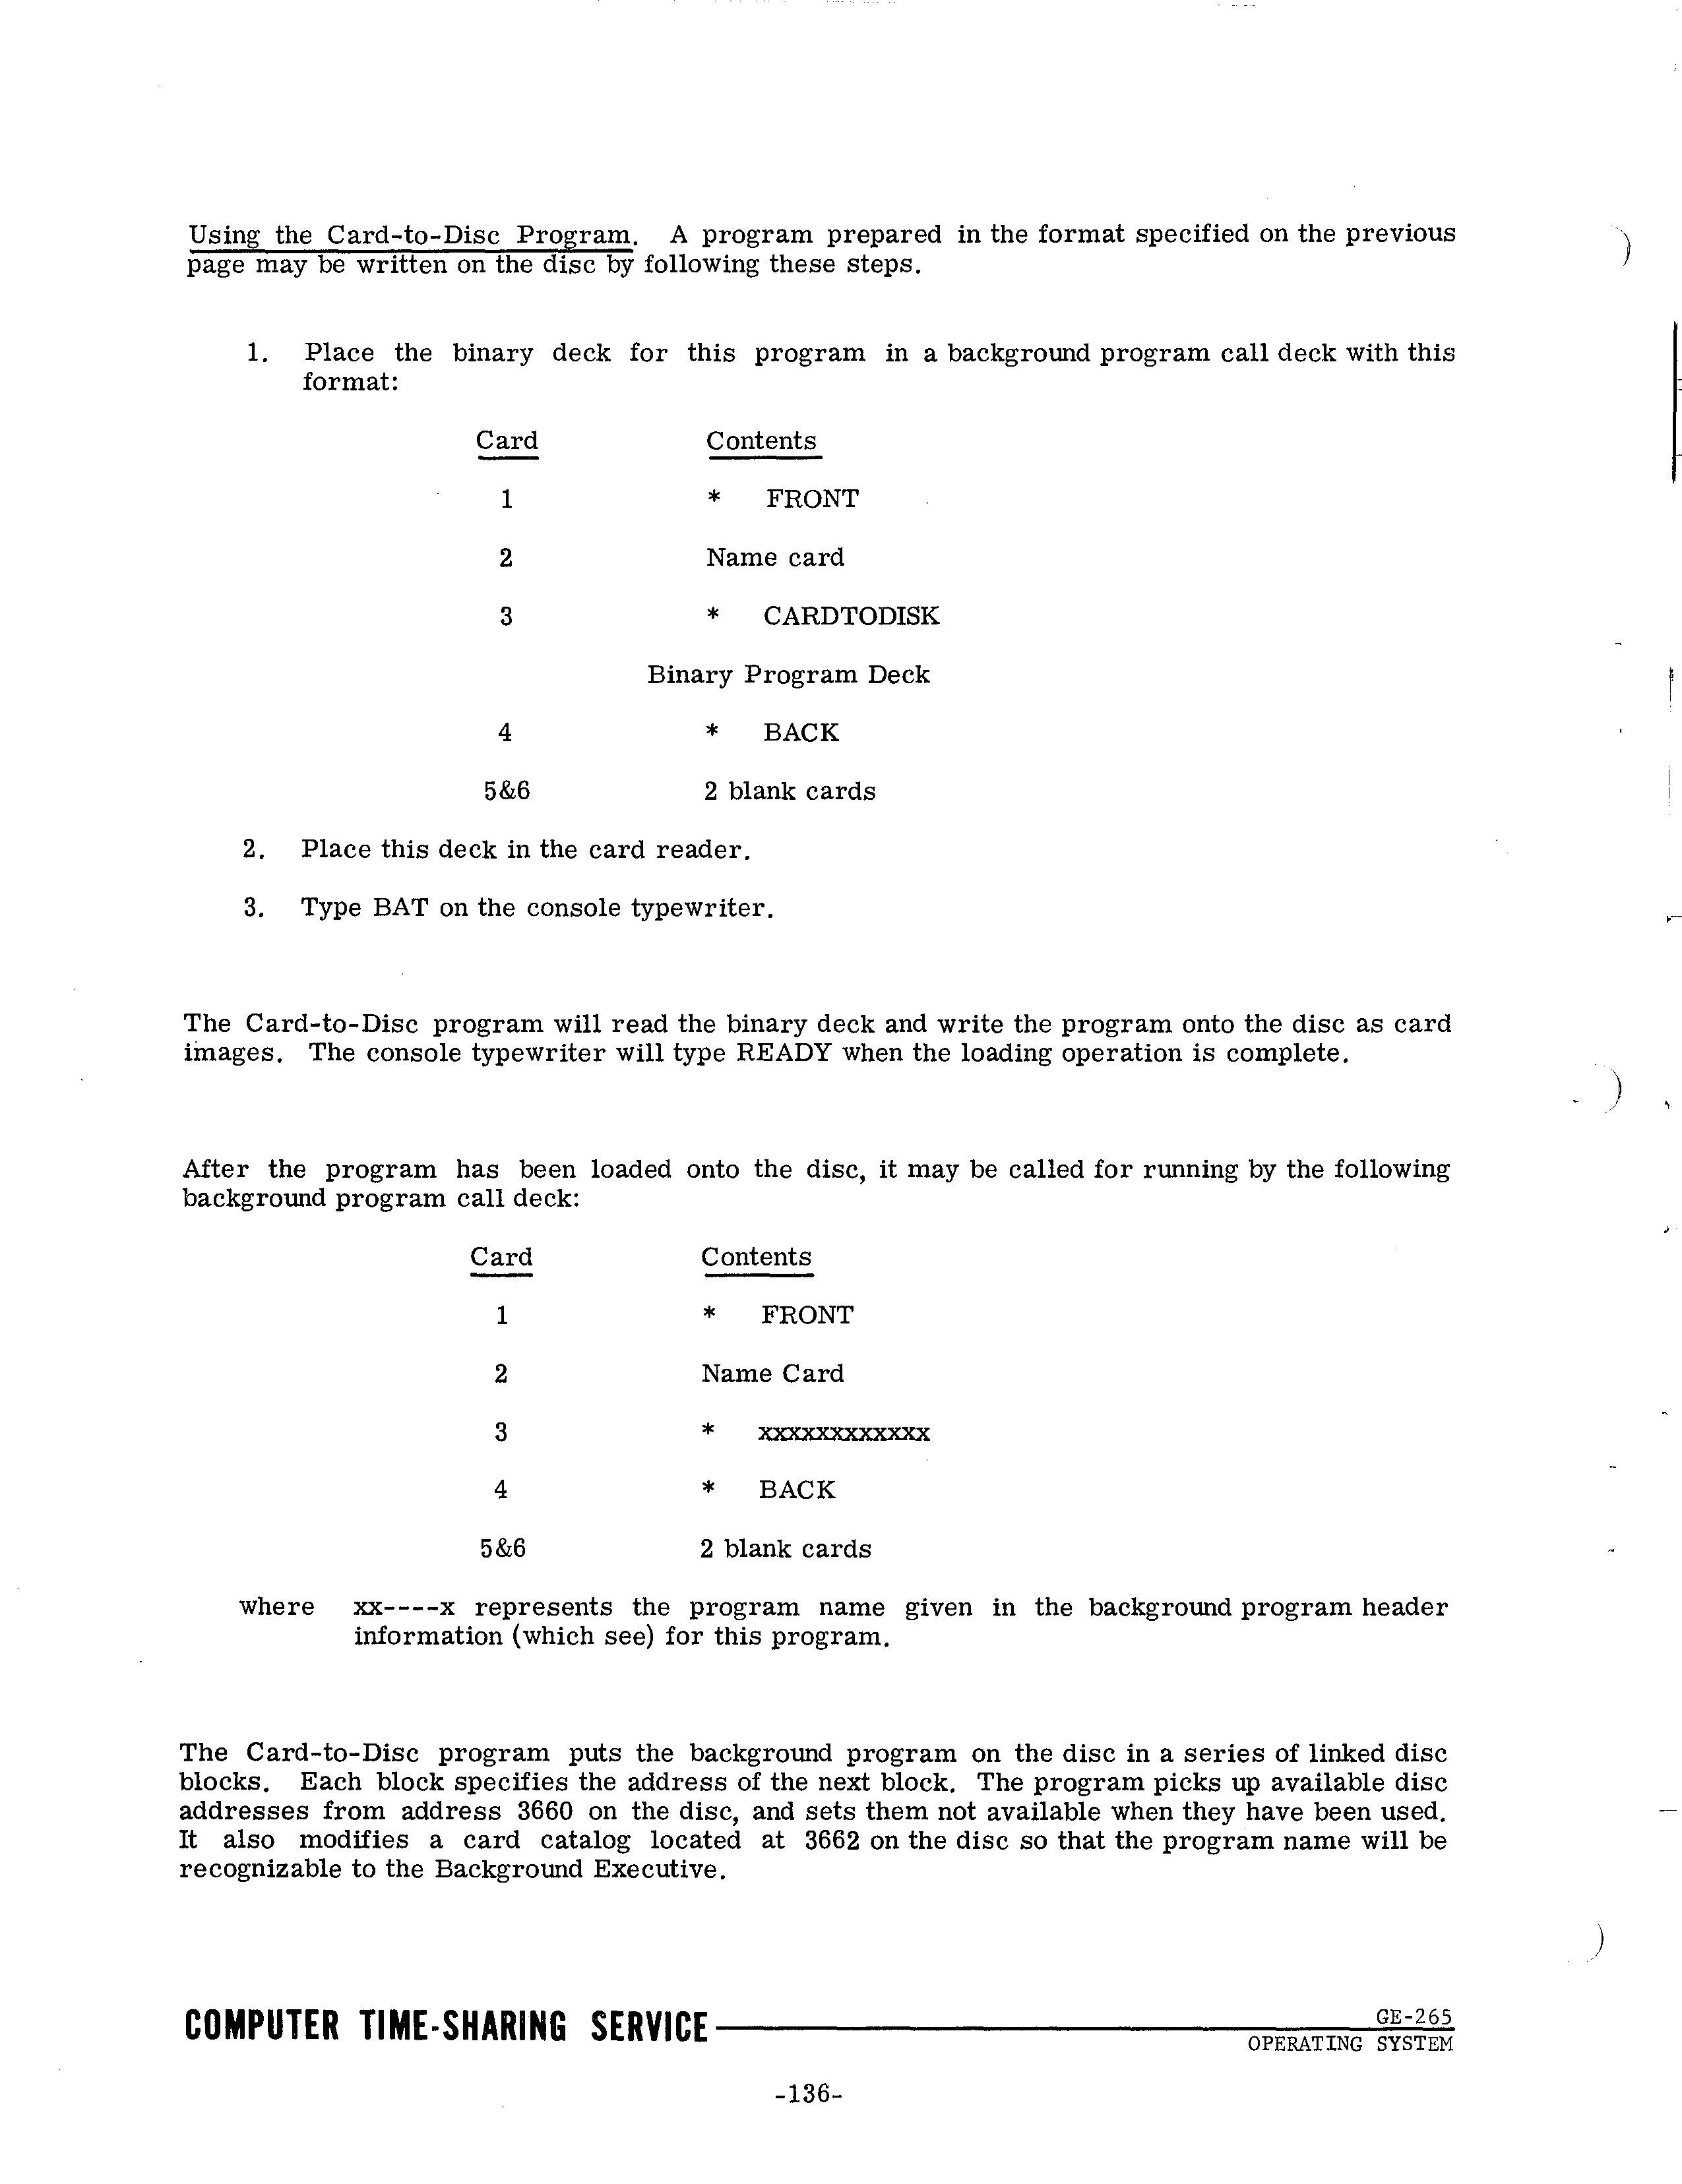 Using the Card-to-Disc Program. A program prepared in the format specified on the previous
page may be written on the disc by following these steps.
1. Place the binary deck for this program in a background program call deck with this
format:
Card Contents
1 * FRONT
2 Name card
3 * CARDTODISK
Binary Program Deck
4 * BACK
5&6 2 blank cards
2. Place this deck in the card reader.
3. Type BAT on the console typewriter.
The Card-to-Disc program will read the binary deck and write the program onto the disc as card
images. The console typewriter will type READY when the loading operation is complete.
After the program has been loaded onto the disc, it may be called for running by the following
background program call deck:
Card Contents
1 * FRONT
2 Name Card
3 * xxxxxxxxxxxx
4 * BACK
5&6 2 blank cards
where xx----x represents the program name given in the background program header
information (which see) for this program.
The Card-to-Disc program puts the background program on the disc in a series of linked disc
blocks. Each block specifies the address of the next block. The program picks up available disc
addresses from address 3660 on the disc, and sets them not available when they have been used.
It also modifies a card catalog located at 3662 on the disc so that the program name will be
recognizable to the Background Executive.
COMPUTER TIME-SHARING SERVICE GE-265
OPERATING SYSTEM
-136-